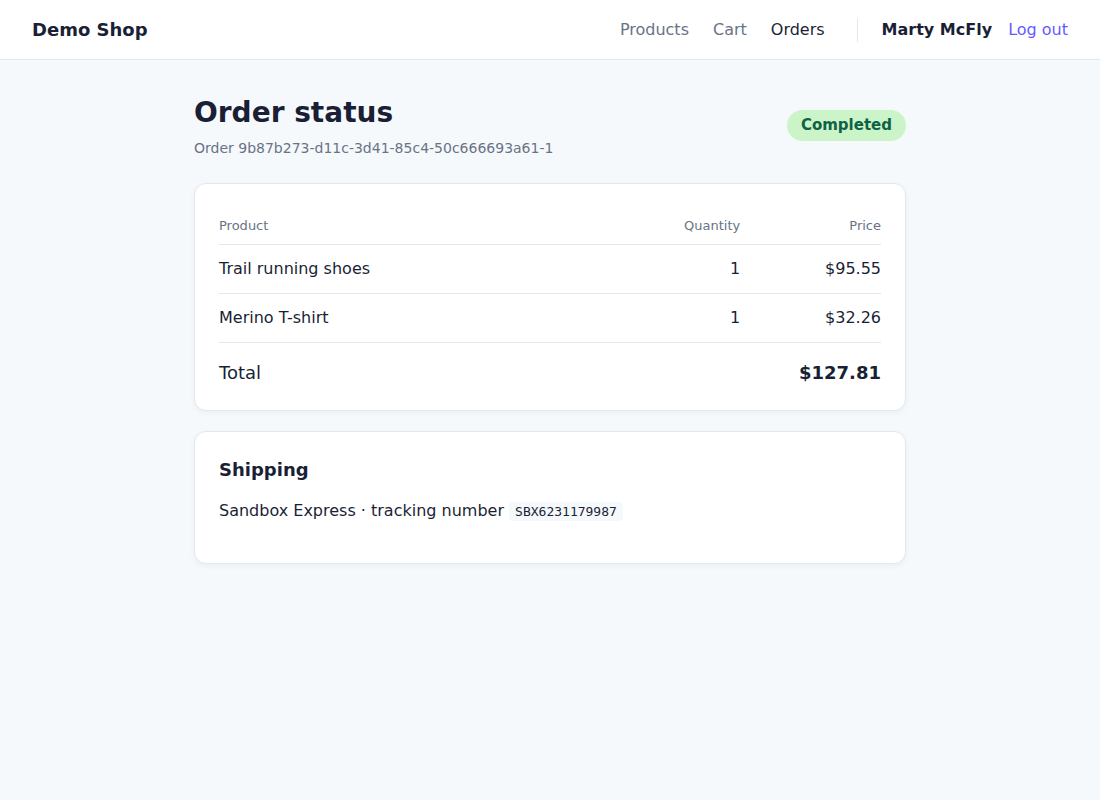 Demo Shop Products Cart Orders Marty McFly Log out
Order status
Completed
Order 9b87b273-d11c-3d41-85c4-50c666693a61-1
Product Quantity Price
Trail running shoes 1 $95.55
Merino T-shirt 1 $32.26
Total $127.81
Shipping
Sandbox Express · tracking number SBX6231179987